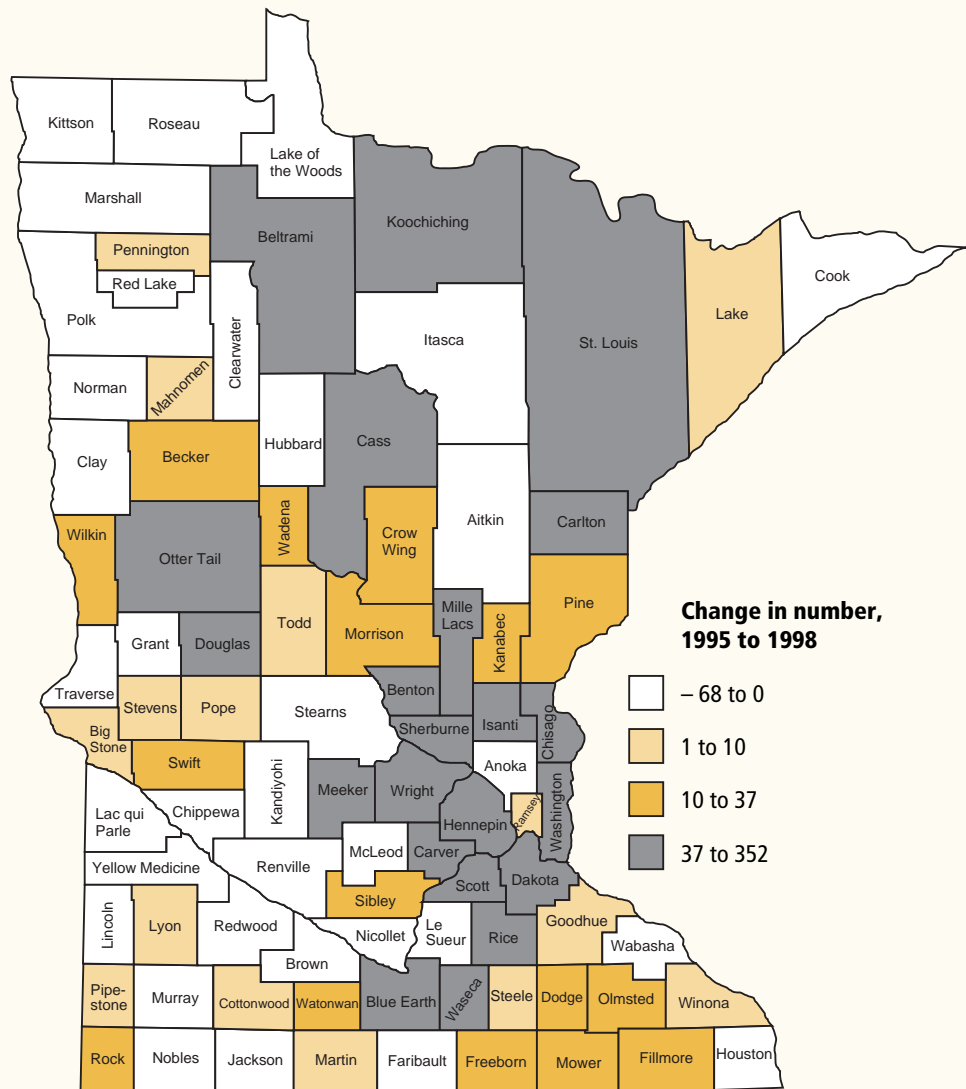 Kittson
Roseau
Lake of
the Woods
Marshall
Koochiching
Beltrami
Pennington
Red Lake
Cook
Polk
Lake
Clearwater
Itasca
St. Louis
Norman
Mahnomen
Hubbard
Cass
Clay
Becker
Wadena
Aitkin
Carlton
Wilkin
Crow
Wing
Otter Tail
Pine
Mille
Lacs
Todd
Morrison
Kanabec
Grant
Douglas
Change in number,
1995 to 1998
– 68 to 0
1 to 10
10 to 37
37 to 352
Traverse
Stevens
Pope
Stearns
Benton
Big
Stone
Sherburne
Isanti
Chisago
Swift
Kandiyohi
Anoka
Meeker
Wright
Washington
Lac qui
Parle
Chippewa
Ramsey
Hennepin
McLeod
Carver
Yellow Medicine
Renville
Scott
Dakota
Sibley
Lincoln
Lyon
Redwood
Nicollet
Le
Sueur
Rice
Goodhue
Wabasha
Brown
Pipe-
stone
Murray
Cottonwood
Watonwan
Blue Earth
Waseca
Steele
Dodge
Olmsted
Winona
Rock
Nobles
Jackson
Martin
Faribault
Freeborn
Mower
Fillmore
Houston